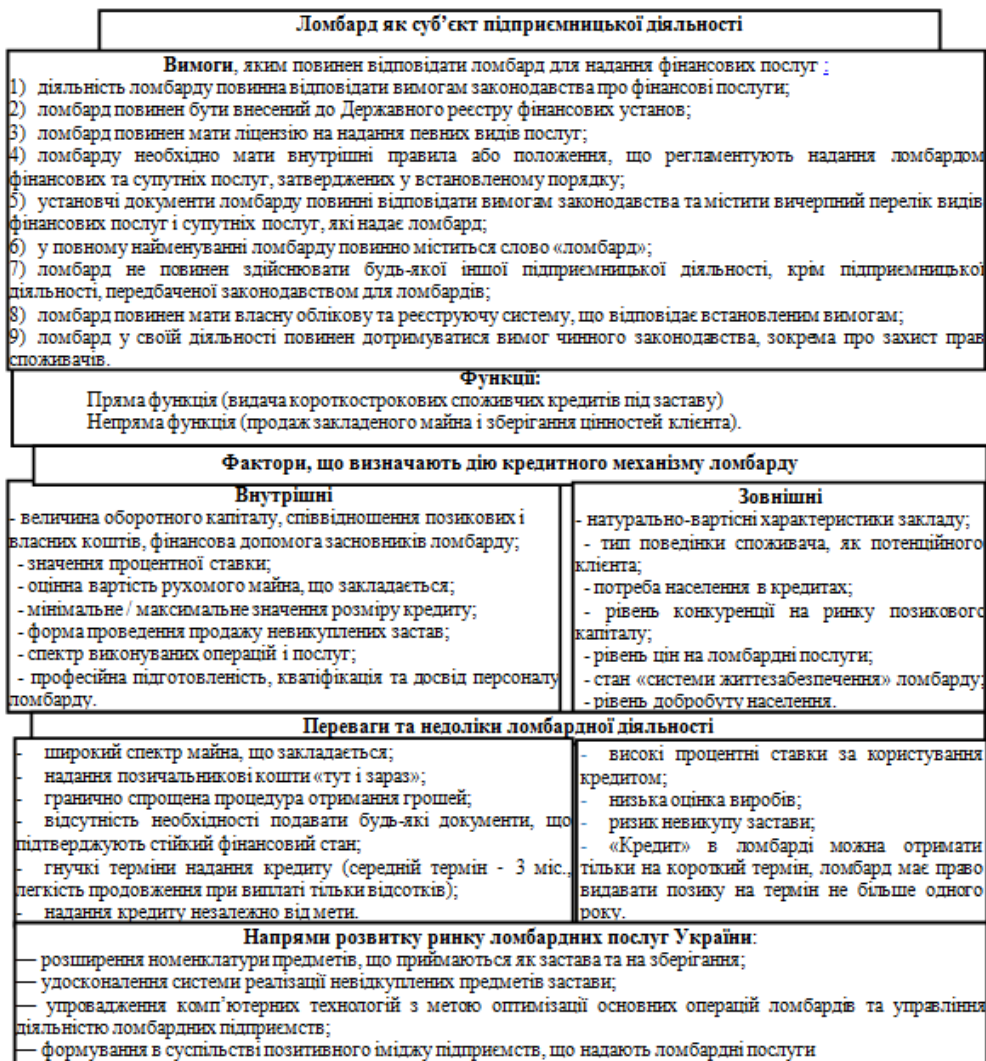 Ломбард як суб’єкт підприємницької діяльності
Вимоги, яким повинен відповідати ломбард для надання фінансових послуг :
1) діяльність ломбарду повинна відповідати вимогам законодавства про фінансові послуги;
2) ломбард повинен бути внесений до Державного реєстру фінансових установ;
3) ломбард повинен мати ліцензію на надання певних видів послуг;
4) ломбарду необхідно мати внутрішні правила або положення, що регламентують надання ломбардом
фінансових та супутніх послуг, затверджених у встановленому порядку;
5) установчі документи ломбарду повинні відповідати вимогам законодавства та містити вичерпний перелік видів
фінансових послуг і супутніх послуг, які надає ломбард;
6) у повному найменуванні ломбарду повинно міститься слово «ломбард»;
7) ломбард не повинен здійснювати будь-якої іншої підприємницької діяльності, крім підприємницької
діяльності, передбаченої законодавством для ломбардів;
8) ломбард повинен мати власну облікову та реєструючу систему, що відповідає встановленим вимогам;
9) ломбард у своїй діяльності повинен дотримуватися вимог чинного законодавства, зокрема про захист прав
споживачів.
Функції:
Пряма функція (видача короткострокових споживчих кредитів під заставу)
Непряма функція (продаж закладеного майна і зберігання цінностей клієнта).
Фактори, що визначають дію кредитного механізму ломбарду
Внутрішні
- величина оборотного капіталу, співвідношення позикових і
власних коштів, фінансова допомога засновників ломбарду;
- значення процентної ставки;
- оцінна вартість рухомого майна, що закладається;
- мінімальне / максимальне значення розміру кредиту;
- форма проведення продажу невикуплених застав;
- спектр виконуваних операцій і послуг;
- професійна підготовленість, кваліфікація та досвід персоналу
ломбарду.
Зовнішні
- натурально-вартісні характеристики закладу;
- тип поведінки споживача, як потенційного
клієнта;
- потреба населення в кредитах;
- рівень конкуренції на ринку позикового
капіталу;
- рівень цін на ломбардні послуги;
- стан «системи життєзабезпечення» ломбарду;
- рівень добробуту населення.
Переваги та недоліки ломбардної діяльності
- широкий спектр майна, що закладається;
- надання позичальникові кошти «тут і зараз»;
- гранично спрощена процедура отримання грошей;
- відсутність необхідності подавати будь-які документи, що
підтверджують стійкий фінансовий стан;
- гнучкі терміни надання кредиту (середній термін - 3 міс.,
легкість продовження при виплаті тільки відсотків);
- надання кредиту незалежно від мети.
- високі процентні ставки за користування
кредитом;
- низька оцінка виробів;
- ризик невикупу застави;
- «Кредит» в ломбарді можна отримати
тільки на короткий термін, ломбард має право
видавати позику на термін не більше одного
року.
Напрями розвитку ринку ломбардних послуг України:
— розширення номенклатури предметів, що приймаються як застава та на зберігання;
— удосконалення системи реалізації невідкуплених предметів застави;
— упровадження комп’ютерних технологій з метою оптимізації основних операцій ломбардів та управління
діяльністю ломбардних підприємств;
— формування в суспільстві позитивного іміджу підприємств, що надають ломбардні послуги